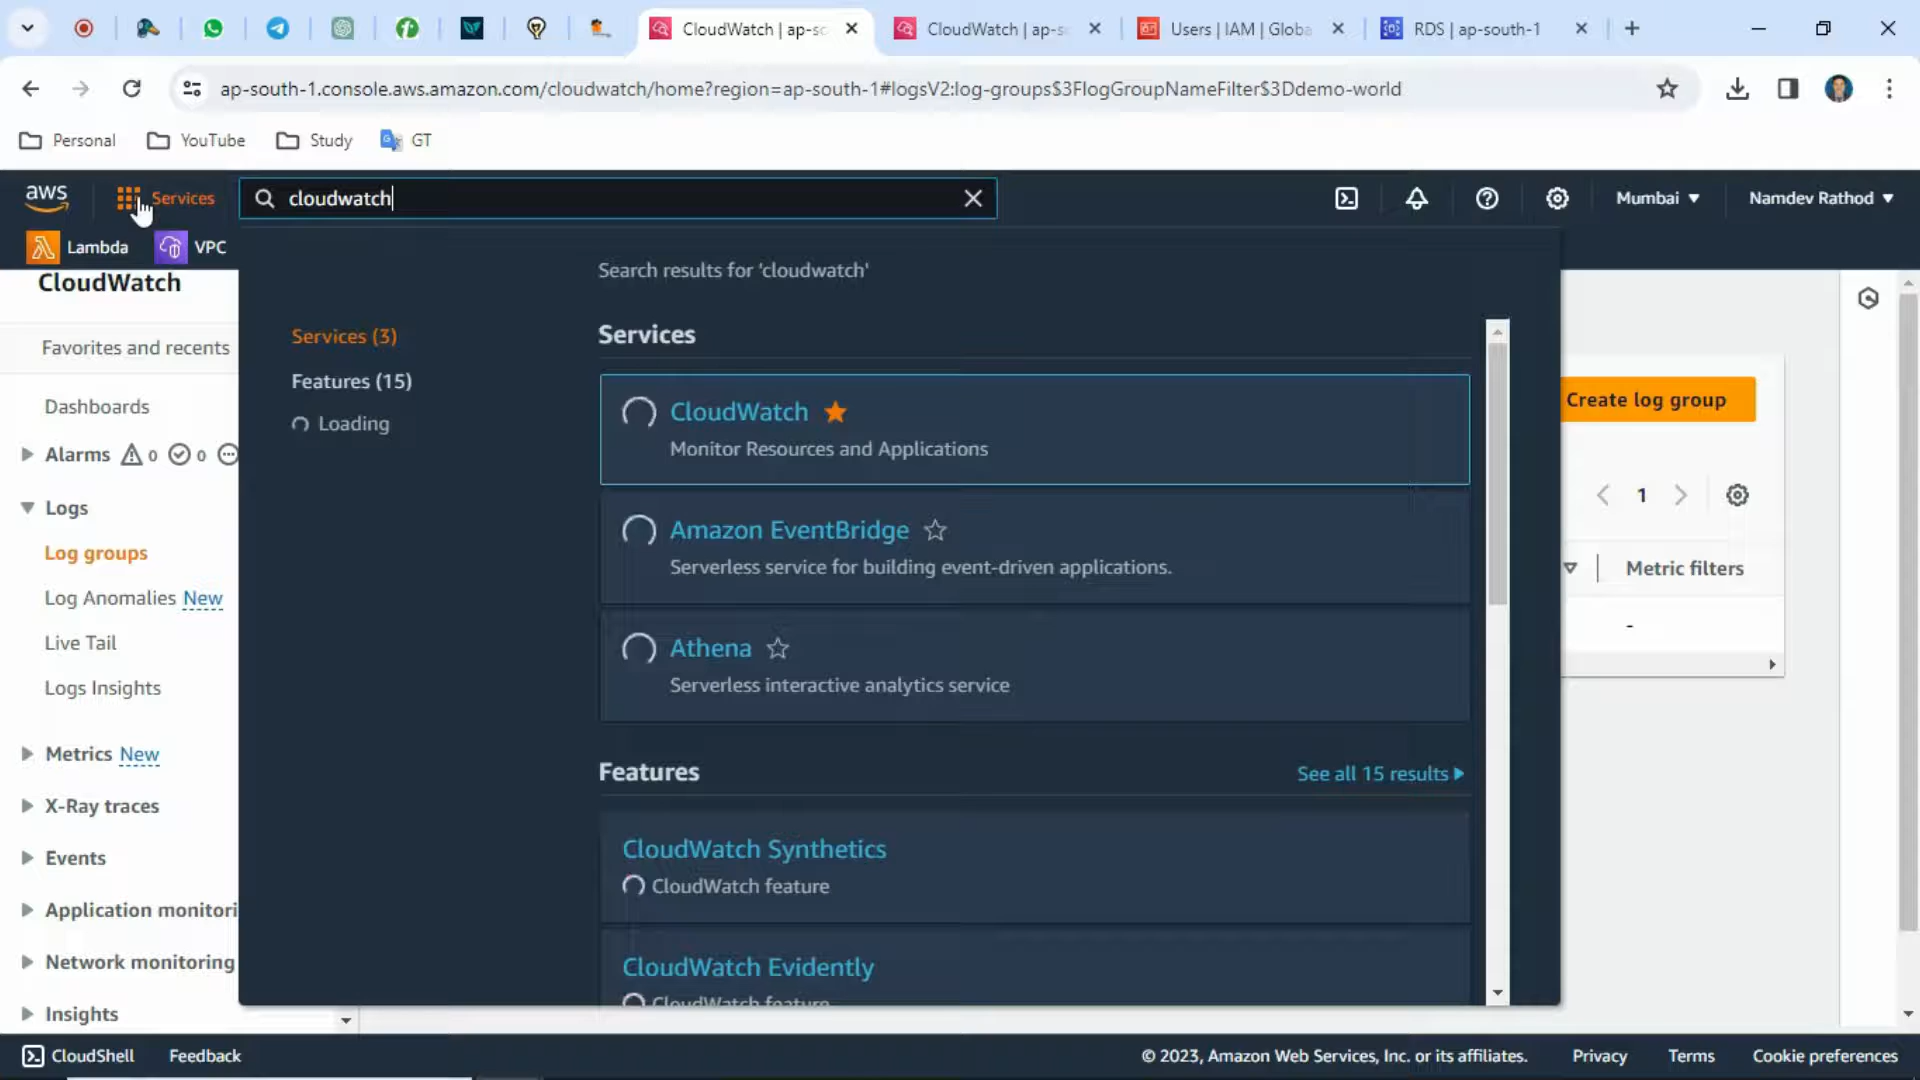 CloudWatch | ap-so
CloudWatch | ap-s
Users | IAM | Globa
RDS | ap-south-1
ap-south-1.console.aws.amazon.com/cloudwatch/home?region=ap-south-1#logsV2:log-groups$3FlogGroupNameFilter$3Ddemo-world
Personal
YouTube
Study
GT
aws
Services
cloudwatch
Mumbai
Namdev Rathod
Lambda
VPC
CloudWatch
Favorites and recents
Dashboards
Alarms 0 0
Logs
Log groups
Log Anomalies New
Live Tail
Logs Insights
Metrics New
X-Ray traces
Events
Application monitori
Network monitoring
Insights
Search results for 'cloudwatch'
Services (3)
Features (15)
Loading
Services
CloudWatch
Monitor Resources and Applications
Amazon EventBridge
Serverless service for building event-driven applications.
Athena
Serverless interactive analytics service
Features
See all 15 results
CloudWatch Synthetics
CloudWatch feature
CloudWatch Evidently
CloudWatch feature
Create log group
1
Metric filters
-
CloudShell
Feedback
© 2023, Amazon Web Services, Inc. or its affiliates.
Privacy
Terms
Cookie preferences